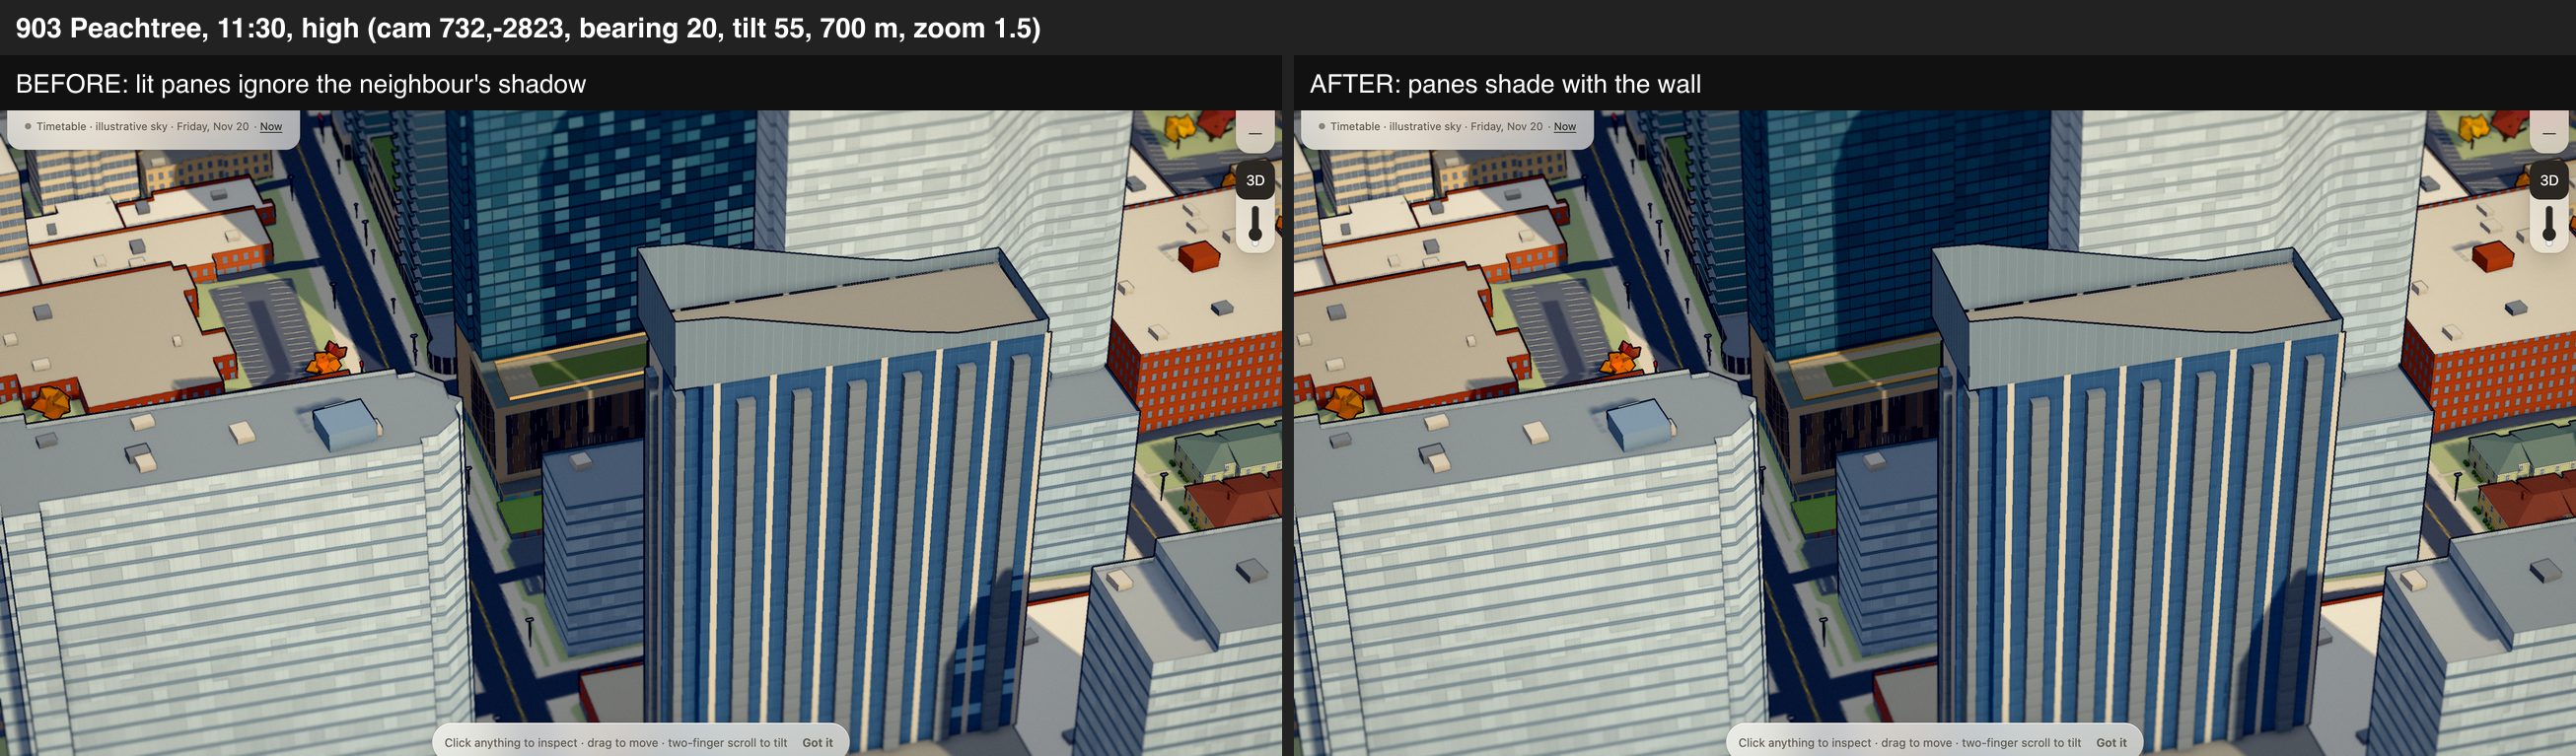 903 Peachtree, 11:30, high (cam 732,-2823, bearing 20, tilt 55, 700 m, zoom 1.5)
BEFORE: lit panes ignore the neighbour's shadow
AFTER: panes shade with the wall
Timetable · illustrative sky · Friday, Nov 20 · Now
3D
Click anything to inspect · drag to move · two-finger scroll to tilt Got it
Timetable · illustrative sky · Friday, Nov 20 · Now
3D
Click anything to inspect · drag to move · two-finger scroll to tilt Got it